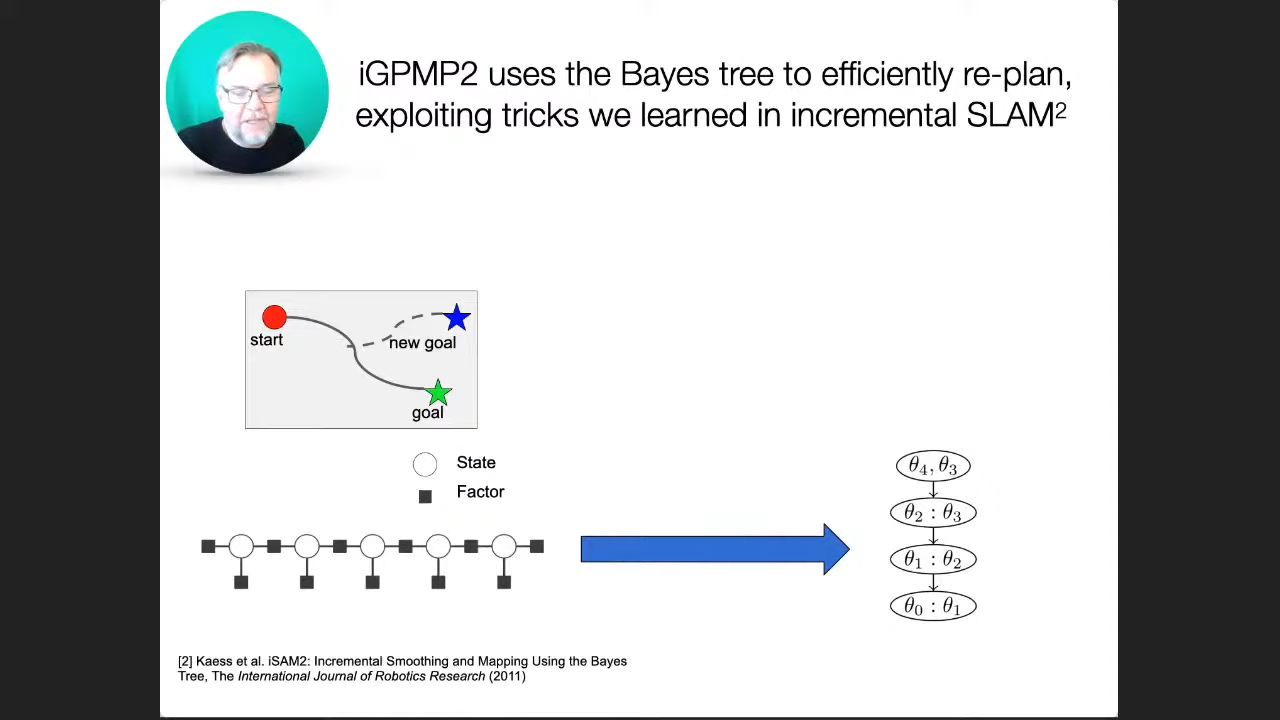 iGPMP2 uses the Bayes tree to efficiently re-plan,
exploiting tricks we learned in incremental SLAM²
start
new goal
goal
State
Factor
θ₄, θ₃
θ₂ : θ₃
θ₁ : θ₂
θ₀ : θ₁
[2] Kaess et al. iSAM2: Incremental Smoothing and Mapping Using the Bayes
Tree, The International Journal of Robotics Research (2011)